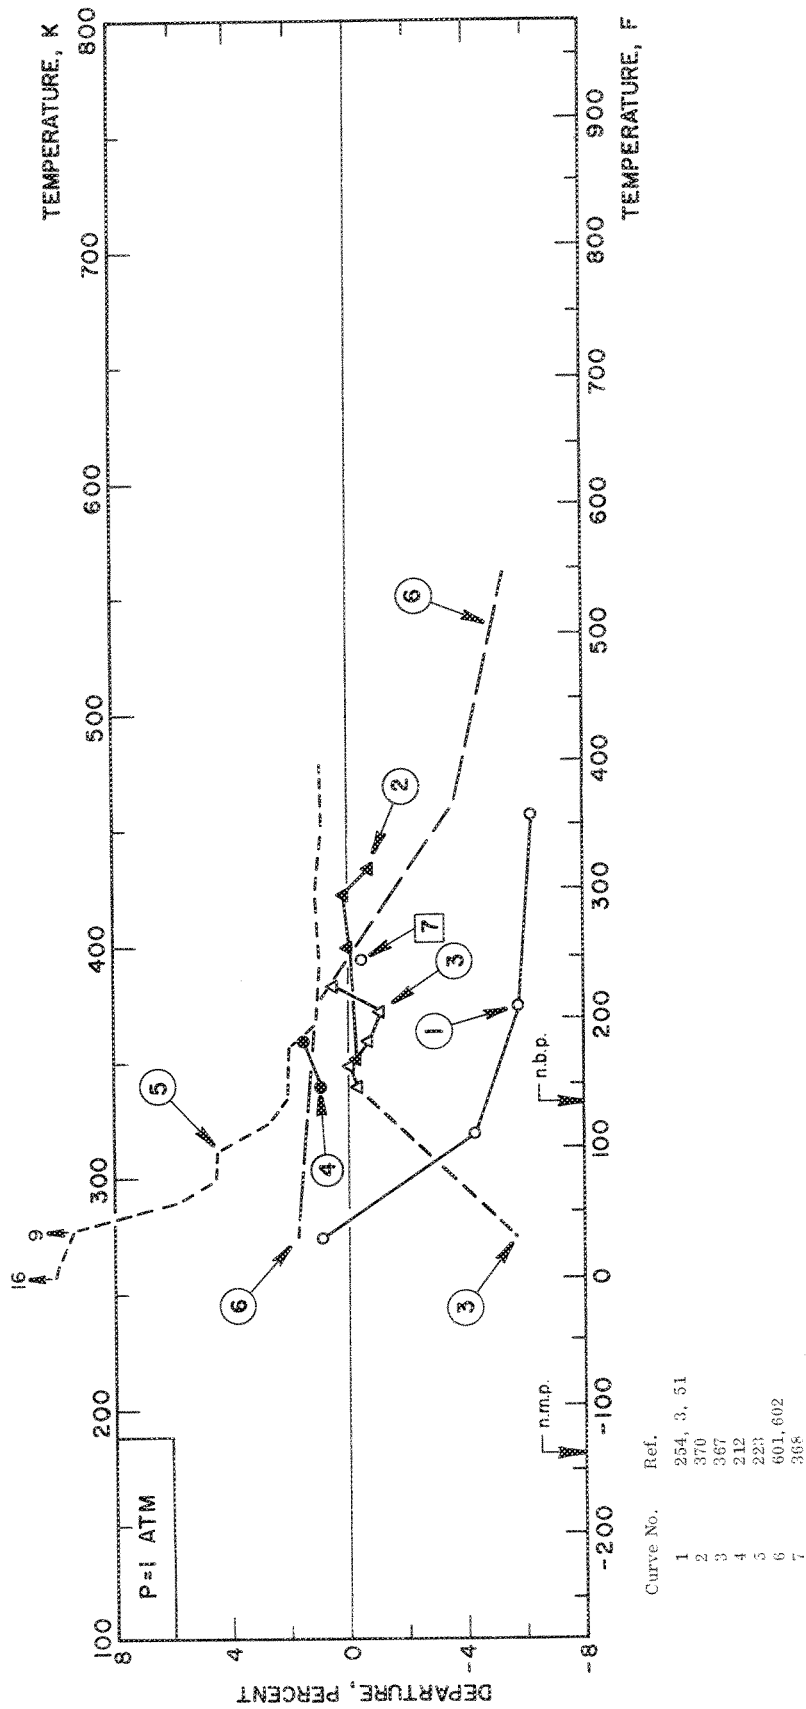 TEMPERATURE, K
100 200 300 400 500 600 700 800
P=1 ATM
16
9
5
6
4
2
6
7
3
1
3
n.m.p.
n.b.p.
DEPARTURE, PERCENT
8
4
0
-4
-8
-200 -100 0 100 200 300 400 500 600 700 800 900
TEMPERATURE, F
Curve No. Ref.
1 254, 3, 51
2 370
3 367
4 212
5 223
6 601, 602
7 368